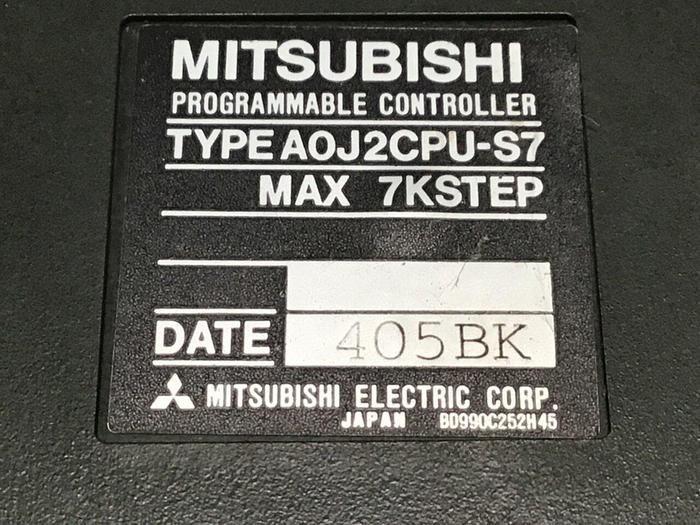 MITSUBISHI
PROGRAMMABLE CONTROLLER
TYPE A0J2CPU-S7
MAX 7KSTEP
DATE 405BK
MITSUBISHI ELECTRIC CORP.
JAPAN BD990C252H45